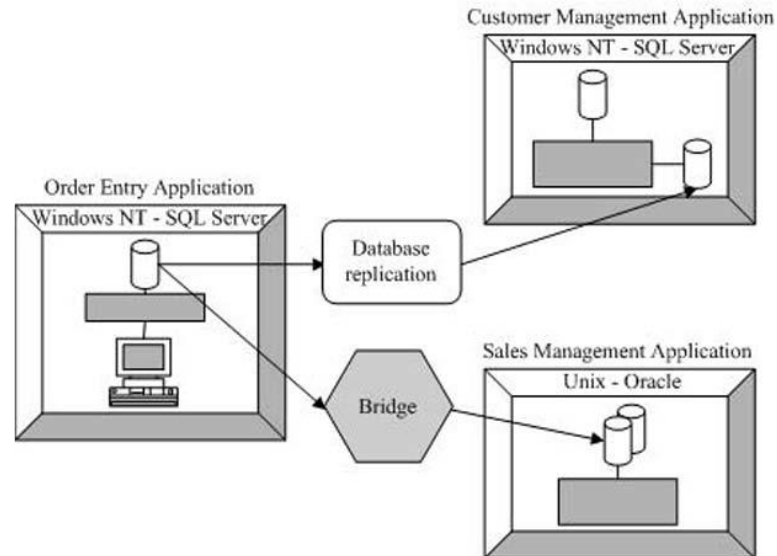 Customer Management Application
Windows NT - SQL Server
Order Entry Application
Windows NT - SQL Server
Database
replication
Sales Management Application
Unix - Oracle
Bridge